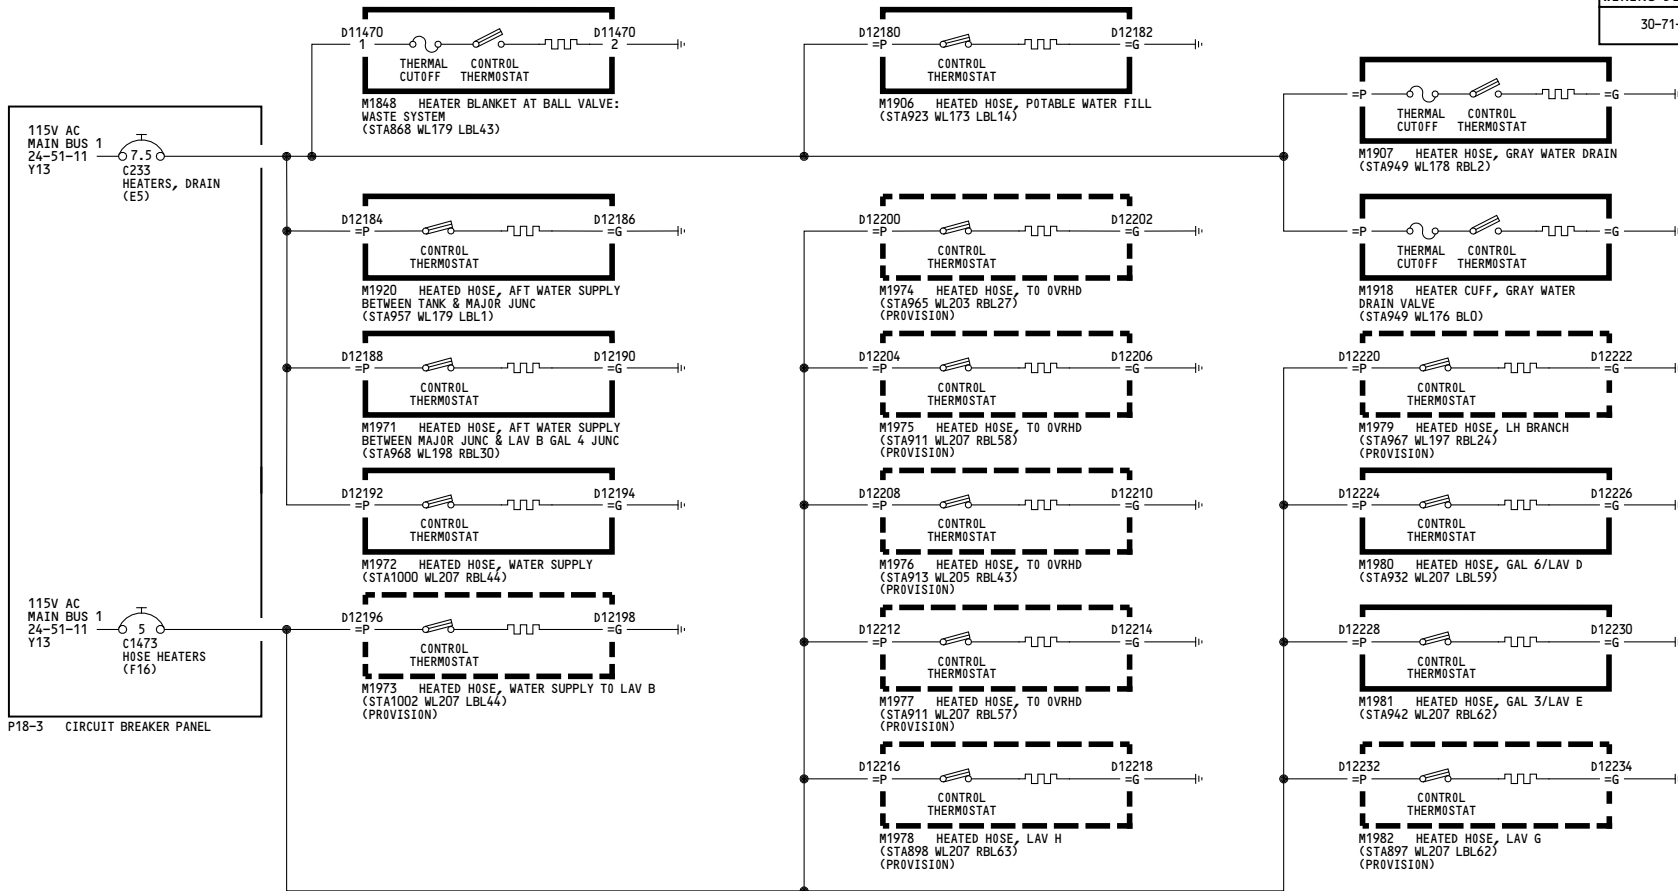 115V AC
MAIN BUS 1
24-51-11
Y13
7.5
C233
HEATERS, DRAIN
(E5)
115V AC
MAIN BUS 1
24-51-11
Y13
5
C1473
HOSE HEATERS
(F16)
P18-3 CIRCUIT BREAKER PANEL
D11470
1
D11470
2
THERMAL
CUTOFF
CONTROL
THERMOSTAT
M1848 HEATER BLANKET AT BALL VALVE:
WASTE SYSTEM
(STA868 WL179 LBL43)
D12184
=P
D12186
=G
CONTROL
THERMOSTAT
M1920 HEATED HOSE, AFT WATER SUPPLY
BETWEEN TANK & MAJOR JUNC
(STA957 WL179 LBL1)
D12188
=P
D12190
=G
CONTROL
THERMOSTAT
M1971 HEATED HOSE, AFT WATER SUPPLY
BETWEEN MAJOR JUNC & LAV B GAL 4 JUNC
(STA968 WL198 RBL30)
D12192
=P
D12194
=G
CONTROL
THERMOSTAT
M1972 HEATED HOSE, WATER SUPPLY
(STA1000 WL207 RBL44)
D12196
=P
D12198
=G
CONTROL
THERMOSTAT
M1973 HEATED HOSE, WATER SUPPLY TO LAV B
(STA1002 WL207 LBL44)
(PROVISION)
D12180
=P
D12182
=G
CONTROL
THERMOSTAT
M1906 HEATED HOSE, POTABLE WATER FILL
(STA923 WL173 LBL14)
D12200
=P
D12202
=G
CONTROL
THERMOSTAT
M1974 HEATED HOSE, TO OVRHD
(STA965 WL203 RBL27)
(PROVISION)
D12204
=P
D12206
=G
CONTROL
THERMOSTAT
M1975 HEATED HOSE, TO OVRHD
(STA911 WL207 RBL58)
(PROVISION)
D12208
=P
D12210
=G
CONTROL
THERMOSTAT
M1976 HEATED HOSE, TO OVRHD
(STA913 WL205 RBL43)
(PROVISION)
D12212
=P
D12214
=G
CONTROL
THERMOSTAT
M1977 HEATED HOSE, TO OVRHD
(STA911 WL207 RBL57)
(PROVISION)
D12216
=P
D12218
=G
CONTROL
THERMOSTAT
M1978 HEATED HOSE, LAV H
(STA898 WL207 RBL63)
(PROVISION)
30-71-
=P
=G
THERMAL
CUTOFF
CONTROL
THERMOSTAT
M1907 HEATER HOSE, GRAY WATER DRAIN
(STA949 WL178 RBL2)
=P
=G
THERMAL
CUTOFF
CONTROL
THERMOSTAT
M1918 HEATER CUFF, GRAY WATER
DRAIN VALVE
(STA949 WL176 BL0)
D12220
=P
D12222
=G
CONTROL
THERMOSTAT
M1979 HEATED HOSE, LH BRANCH
(STA967 WL197 RBL24)
(PROVISION)
D12224
=P
D12226
=G
CONTROL
THERMOSTAT
M1980 HEATED HOSE, GAL 6/LAV D
(STA932 WL207 LBL59)
D12228
=P
D12230
=G
CONTROL
THERMOSTAT
M1981 HEATED HOSE, GAL 3/LAV E
(STA942 WL207 RBL62)
D12232
=P
D12234
=G
CONTROL
THERMOSTAT
M1982 HEATED HOSE, LAV G
(STA897 WL207 LBL62)
(PROVISION)